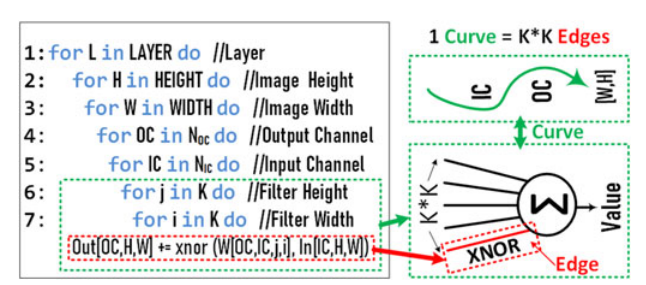 1: for L in LAYER do //Layer
2: for H in HEIGHT do //Image Height
3: for W in WIDTH do //Image Width
4: for OC in NOC do //Output Channel
5: for IC in NIC do //Input Channel
6: for j in K do //Filter Height
7: for i in K do //Filter Width
Out[OC,H,W] += xnor (W[OC,IC,j,i], In[IC,H,W])
1 Curve = K*K Edges
IC
OC
[W,H]
Curve
K*K
Σ
Value
XNOR
Edge